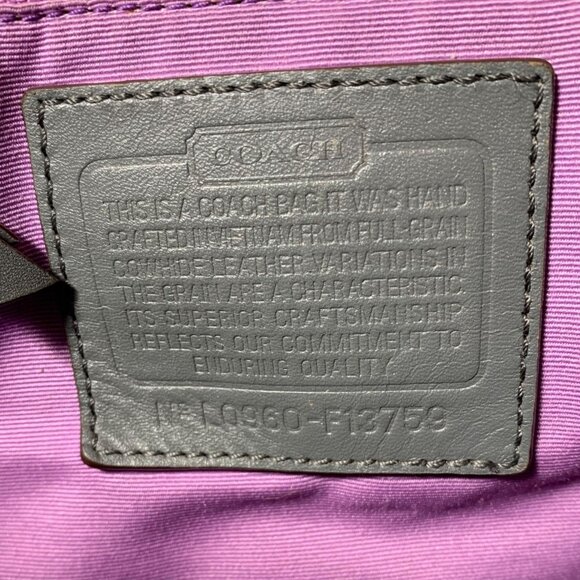 COACH
THIS IS A COACH BAG.IT WAS HAND
CRAFTED IN VIETNAM FROM FULL-GRAIN
COWHIDE LEATHER. VARIATIONS IN
THE GRAIN ARE A CHARACTERISTIC
ITS SUPERIOR CRAFTSMANSHIP
REFLECTS OUR COMMITMENT TO
ENDURING QUALITY.
Nº L0960-F13759